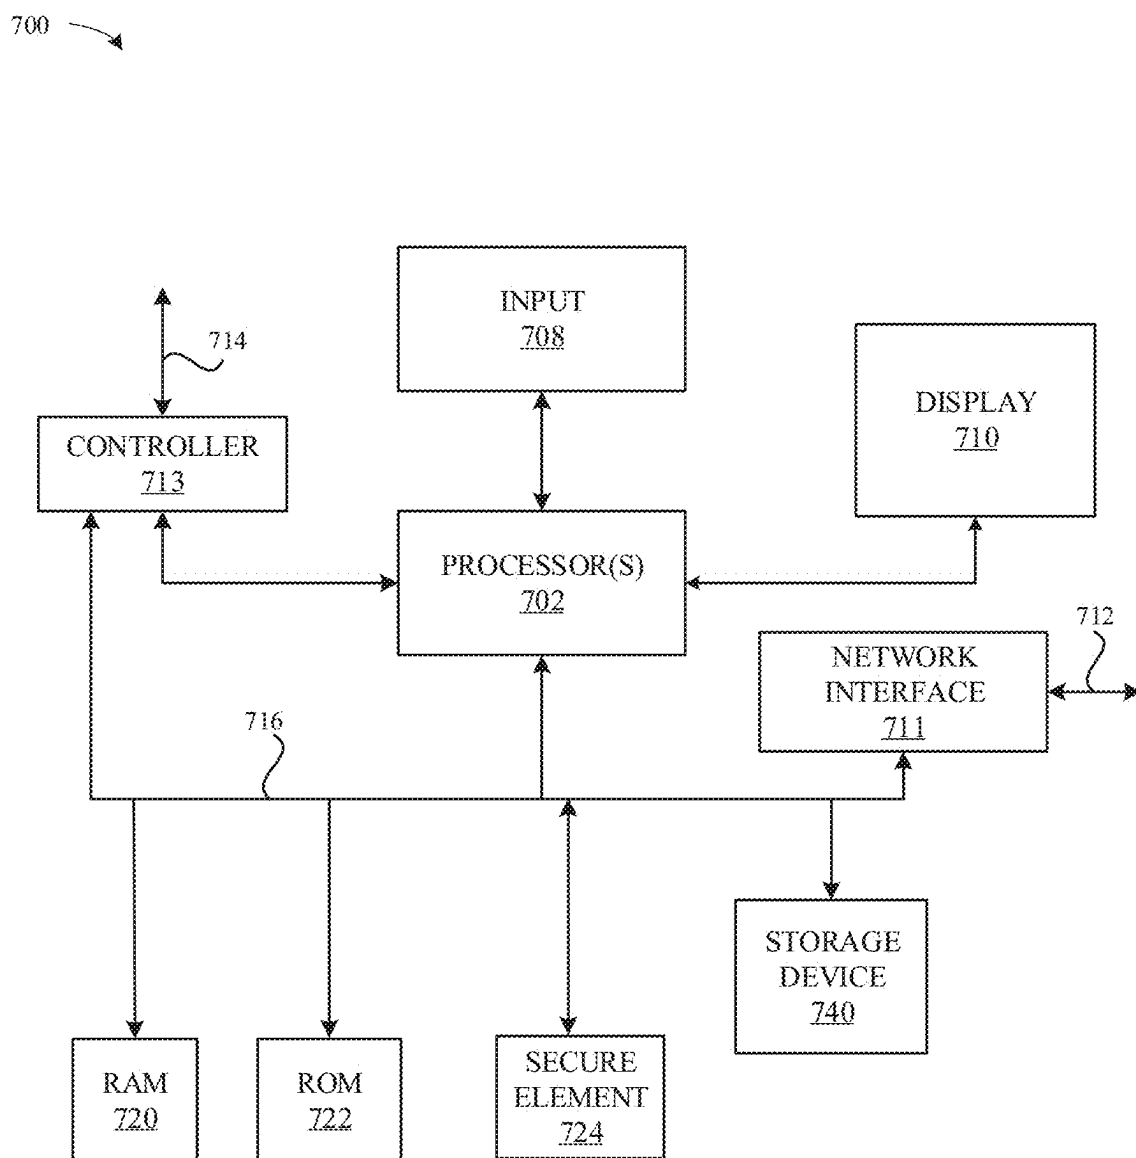 700
INPUT
708
714
DISPLAY
710
CONTROLLER
713
PROCESSOR(S)
702
712
NETWORK
INTERFACE
711
716
STORAGE
DEVICE
740
RAM
720
ROM
722
SECURE
ELEMENT
724